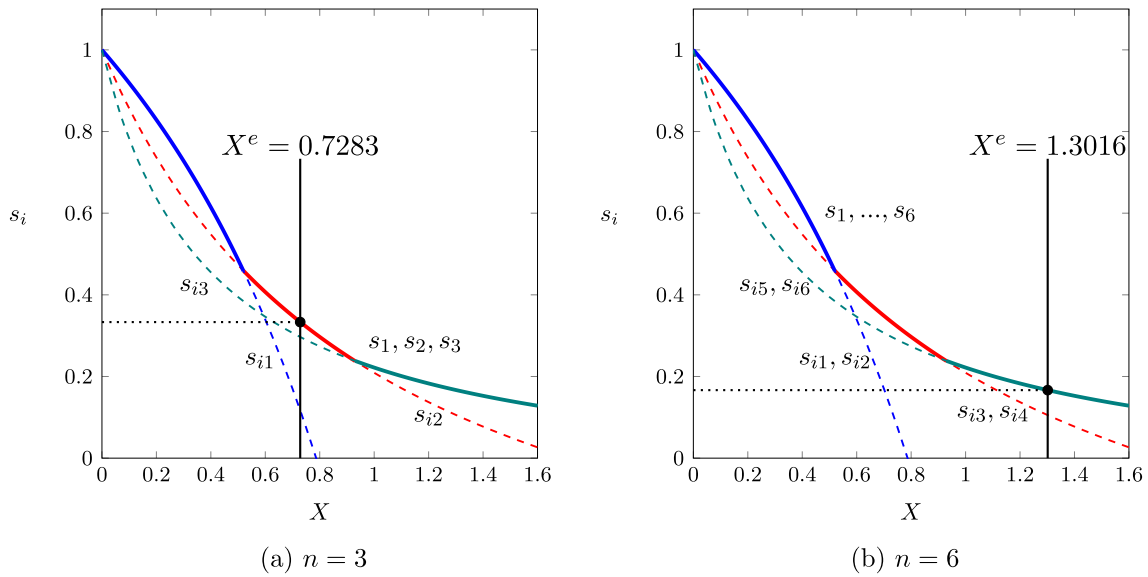 1
0.8
0.6
0.4
0.2
0
0 0.2 0.4 0.6 0.8 1 1.2 1.4 1.6
s_i
X
X^e = 0.7283
s_{i3}
s_{i1}
s_1, s_2, s_3
s_{i2}
(a) n = 3
1
0.8
0.6
0.4
0.2
0
0 0.2 0.4 0.6 0.8 1 1.2 1.4 1.6
s_i
X
X^e = 1.3016
s_1, ..., s_6
s_{i5}, s_{i6}
s_{i1}, s_{i2}
s_{i3}, s_{i4}
(b) n = 6